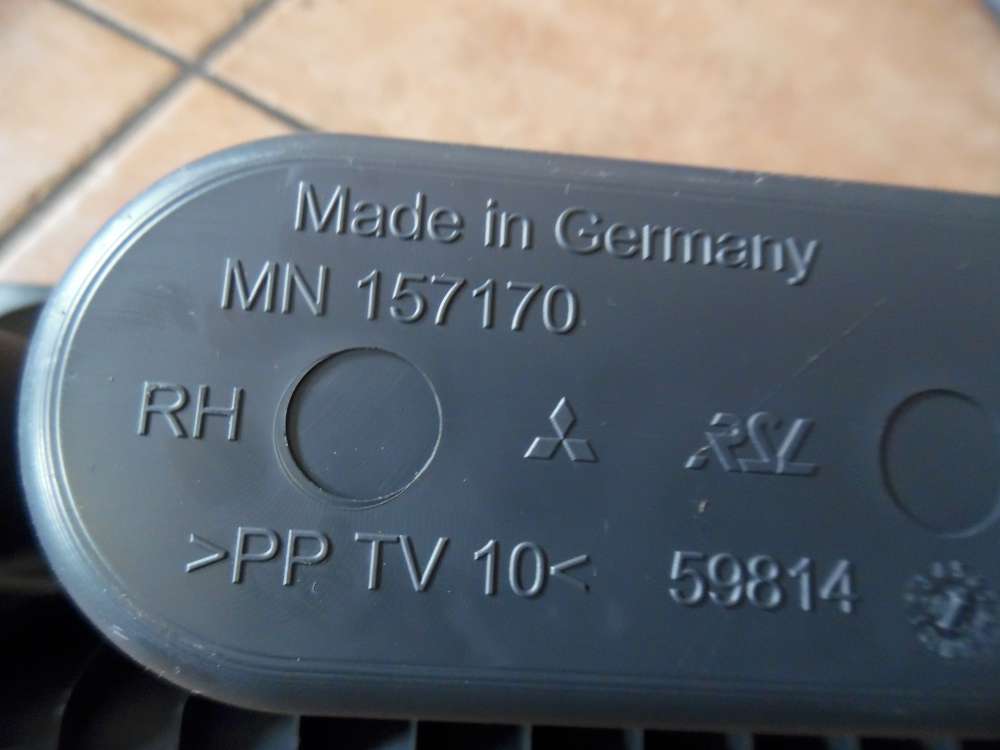 Made in Germany
MN 157170
RH
>PP TV 10<
59814